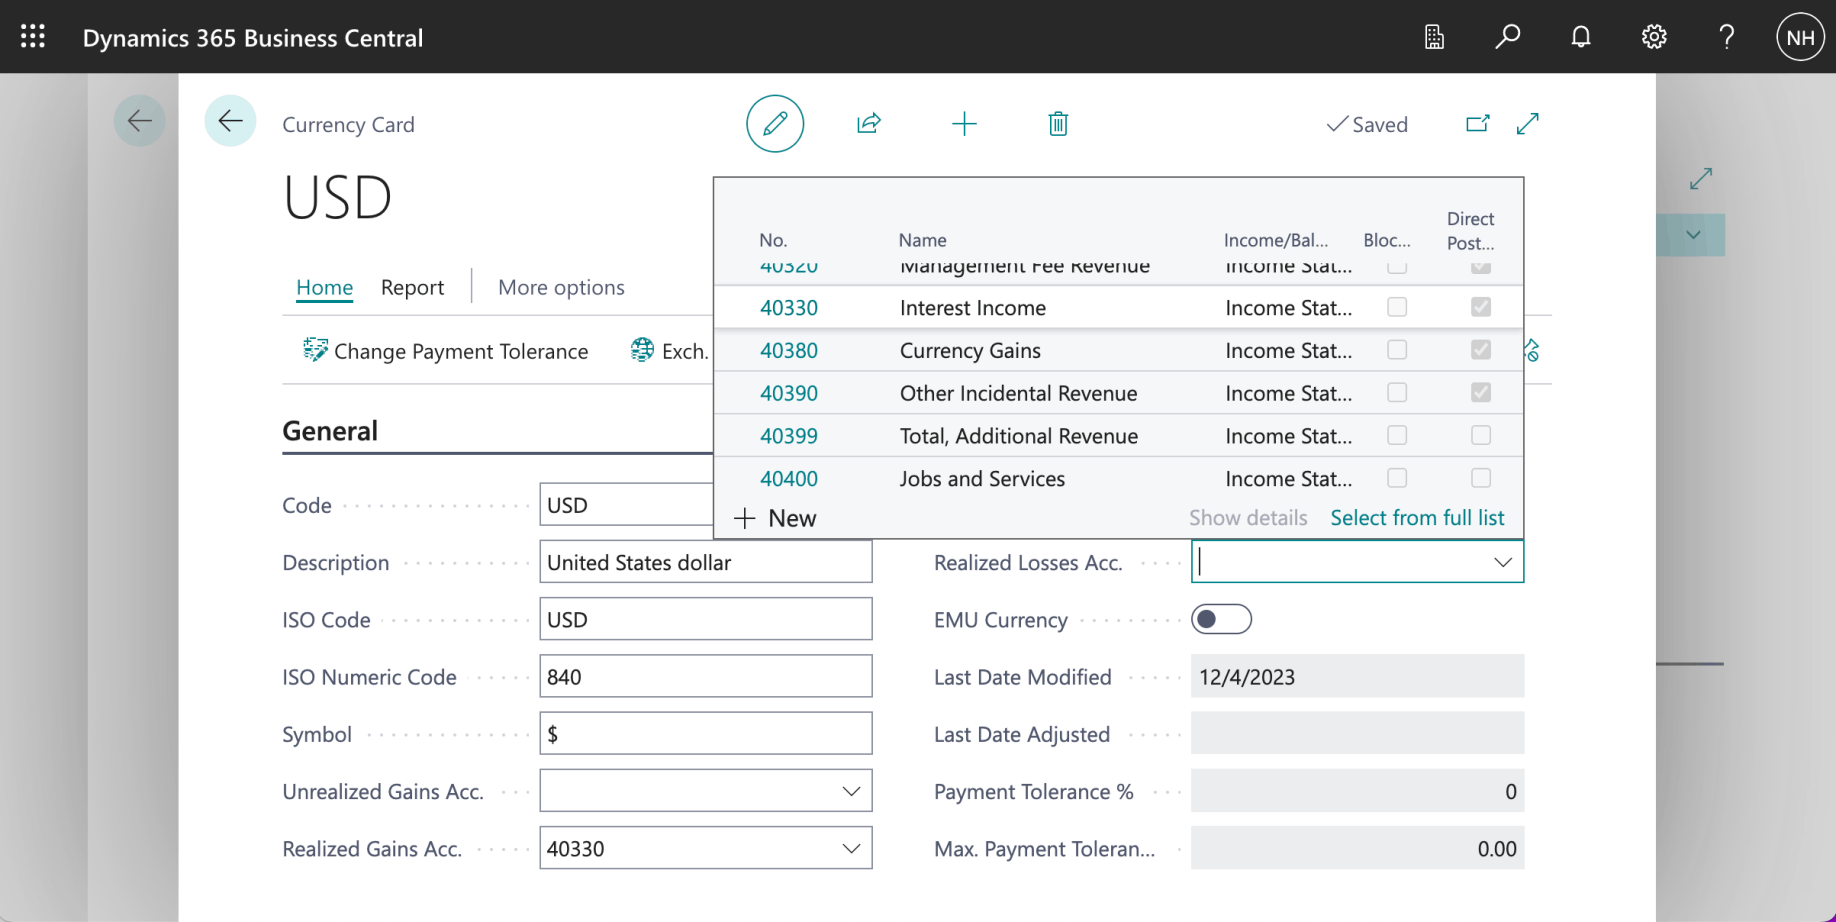 Dynamics 365 Business Central
NH
Currency Card
Saved
USD
Home Report More options
Change Payment Tolerance Exch.
No. Name Income/Bal... Bloc... Direct Post...
40320 Management Fee Revenue Income Stat...
40330 Interest Income Income Stat...
40380 Currency Gains Income Stat...
40390 Other Incidental Revenue Income Stat...
40399 Total, Additional Revenue Income Stat...
40400 Jobs and Services Income Stat...
New Show details Select from full list
General
Code USD
Description United States dollar
ISO Code USD
ISO Numeric Code 840
Symbol $
Unrealized Gains Acc.
Realized Gains Acc. 40330
Realized Losses Acc.
EMU Currency
Last Date Modified 12/4/2023
Last Date Adjusted
Payment Tolerance % 0
Max. Payment Toleran... 0.00